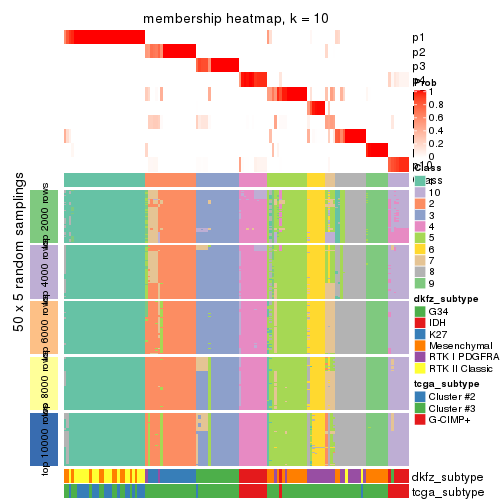 membership heatmap, k = 10
p1
p2
p3
p4
Prob
1
0.8
0.6
0.4
0.2
0
p10
Class
1
10
2
3
4
5
6
7
8
9
dkfz_subtype
G34
IDH
K27
Mesenchymal
RTK I PDGFRA
RTK II Classic
tcga_subtype
Cluster #2
Cluster #3
G-CIMP+
50 x 5 random samplings
top 2000 rows
top 4000 rows
top 6000 rows
top 8000 rows
top 10000 rows
dkfz_subtype
tcga_subtype